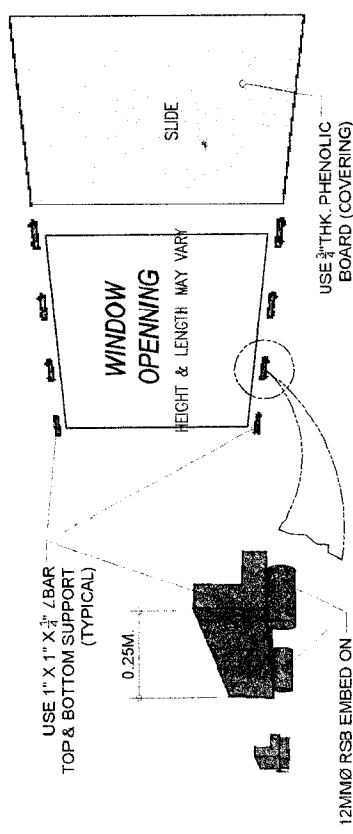 USE 1" X 1" X ¾" ∠ BAR
TOP & BOTTOM SUPPORT
(TYPICAL)
0.25M.
12MMØ RSB EMBED ON
WINDOW
OPENNING
HEIGHT & LENGTH MAY VARY
SLIDE
USE ¾"THK. PHENOLIC
BOARD (COVERING)